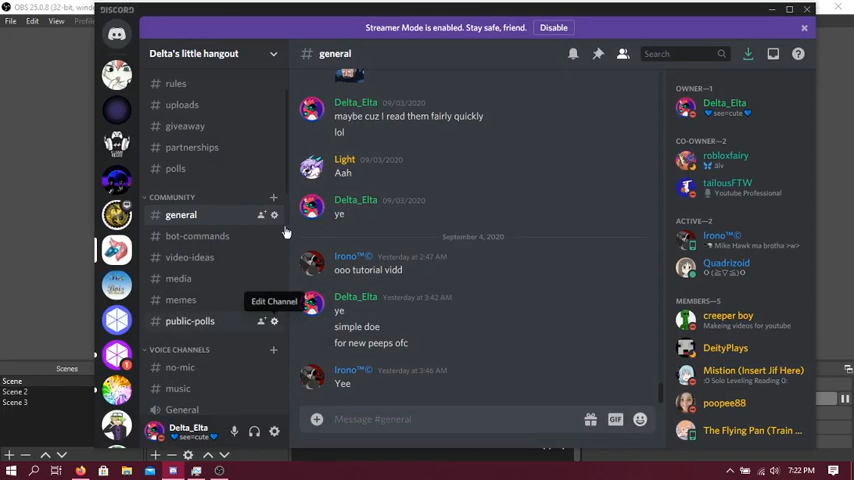 OBS 25.0.8 (32-bit, windo
File Edit View Profile
DISCORD
Streamer Mode is enabled. Stay safe, friend. Disable
Delta's little hangout
# general
Search
# rules
# uploads
# giveaway
# partnerships
# polls
COMMUNITY
# general
# bot-commands
# video-ideas
# media
# memes
Edit Channel
# public-polls
VOICE CHANNELS
# no-mic
# music
General
Delta_Elta
see=cute
Delta_Elta 09/03/2020
maybe cuz I read them fairly quickly
lol
Light 09/03/2020
Aah
Delta_Elta 09/03/2020
ye
September 4, 2020
Irono™© Yesterday at 2:47 AM
ooo tutorial vidd
Delta_Elta Yesterday at 3:42 AM
ye
simple doe
for new peeps ofc
Irono™© Yesterday at 3:46 AM
Yee
Message #general
GIF
OWNER—1
Delta_Elta
see=cute
CO-OWNER—2
robloxfairy
älv
tailousFTW
Youtube Professional
ACTIVE—2
Irono™©
Mike Hawk ma brotha >w>
Quadrizoid
O(≧▽≦)O
MEMBERS—5
creeper boy
Makeing videos for youtube
DeityPlays
Mistion (Insert Jif Here)
:O Solo Leveling Reading ...
poopee88
The Flying Pan (Train ...
Scenes
Scene
Scene 2
Scene 3
1
7:22 PM